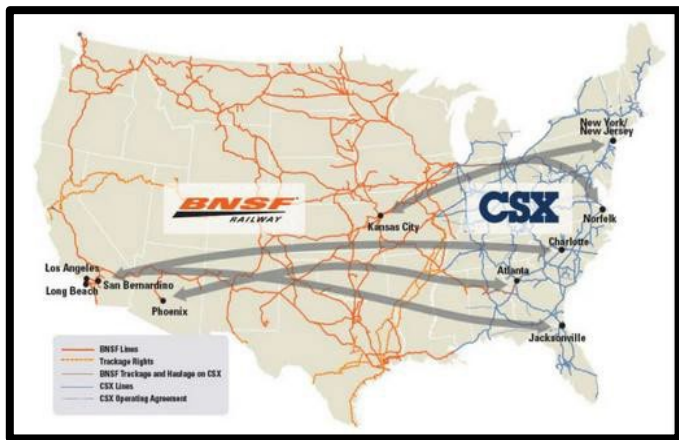 New York/
New Jersey
BNSF
RAILWAY
CSX
Kansas City
Norfolk
Charlotte
Los Angeles
San Bernardino
Long Beach
Atlanta
Phoenix
Jacksonville
BNSF Lines
Trackage Rights
BNSF Trackage and Haulage on CSX
CSX Lines
CSX Operating Agreement